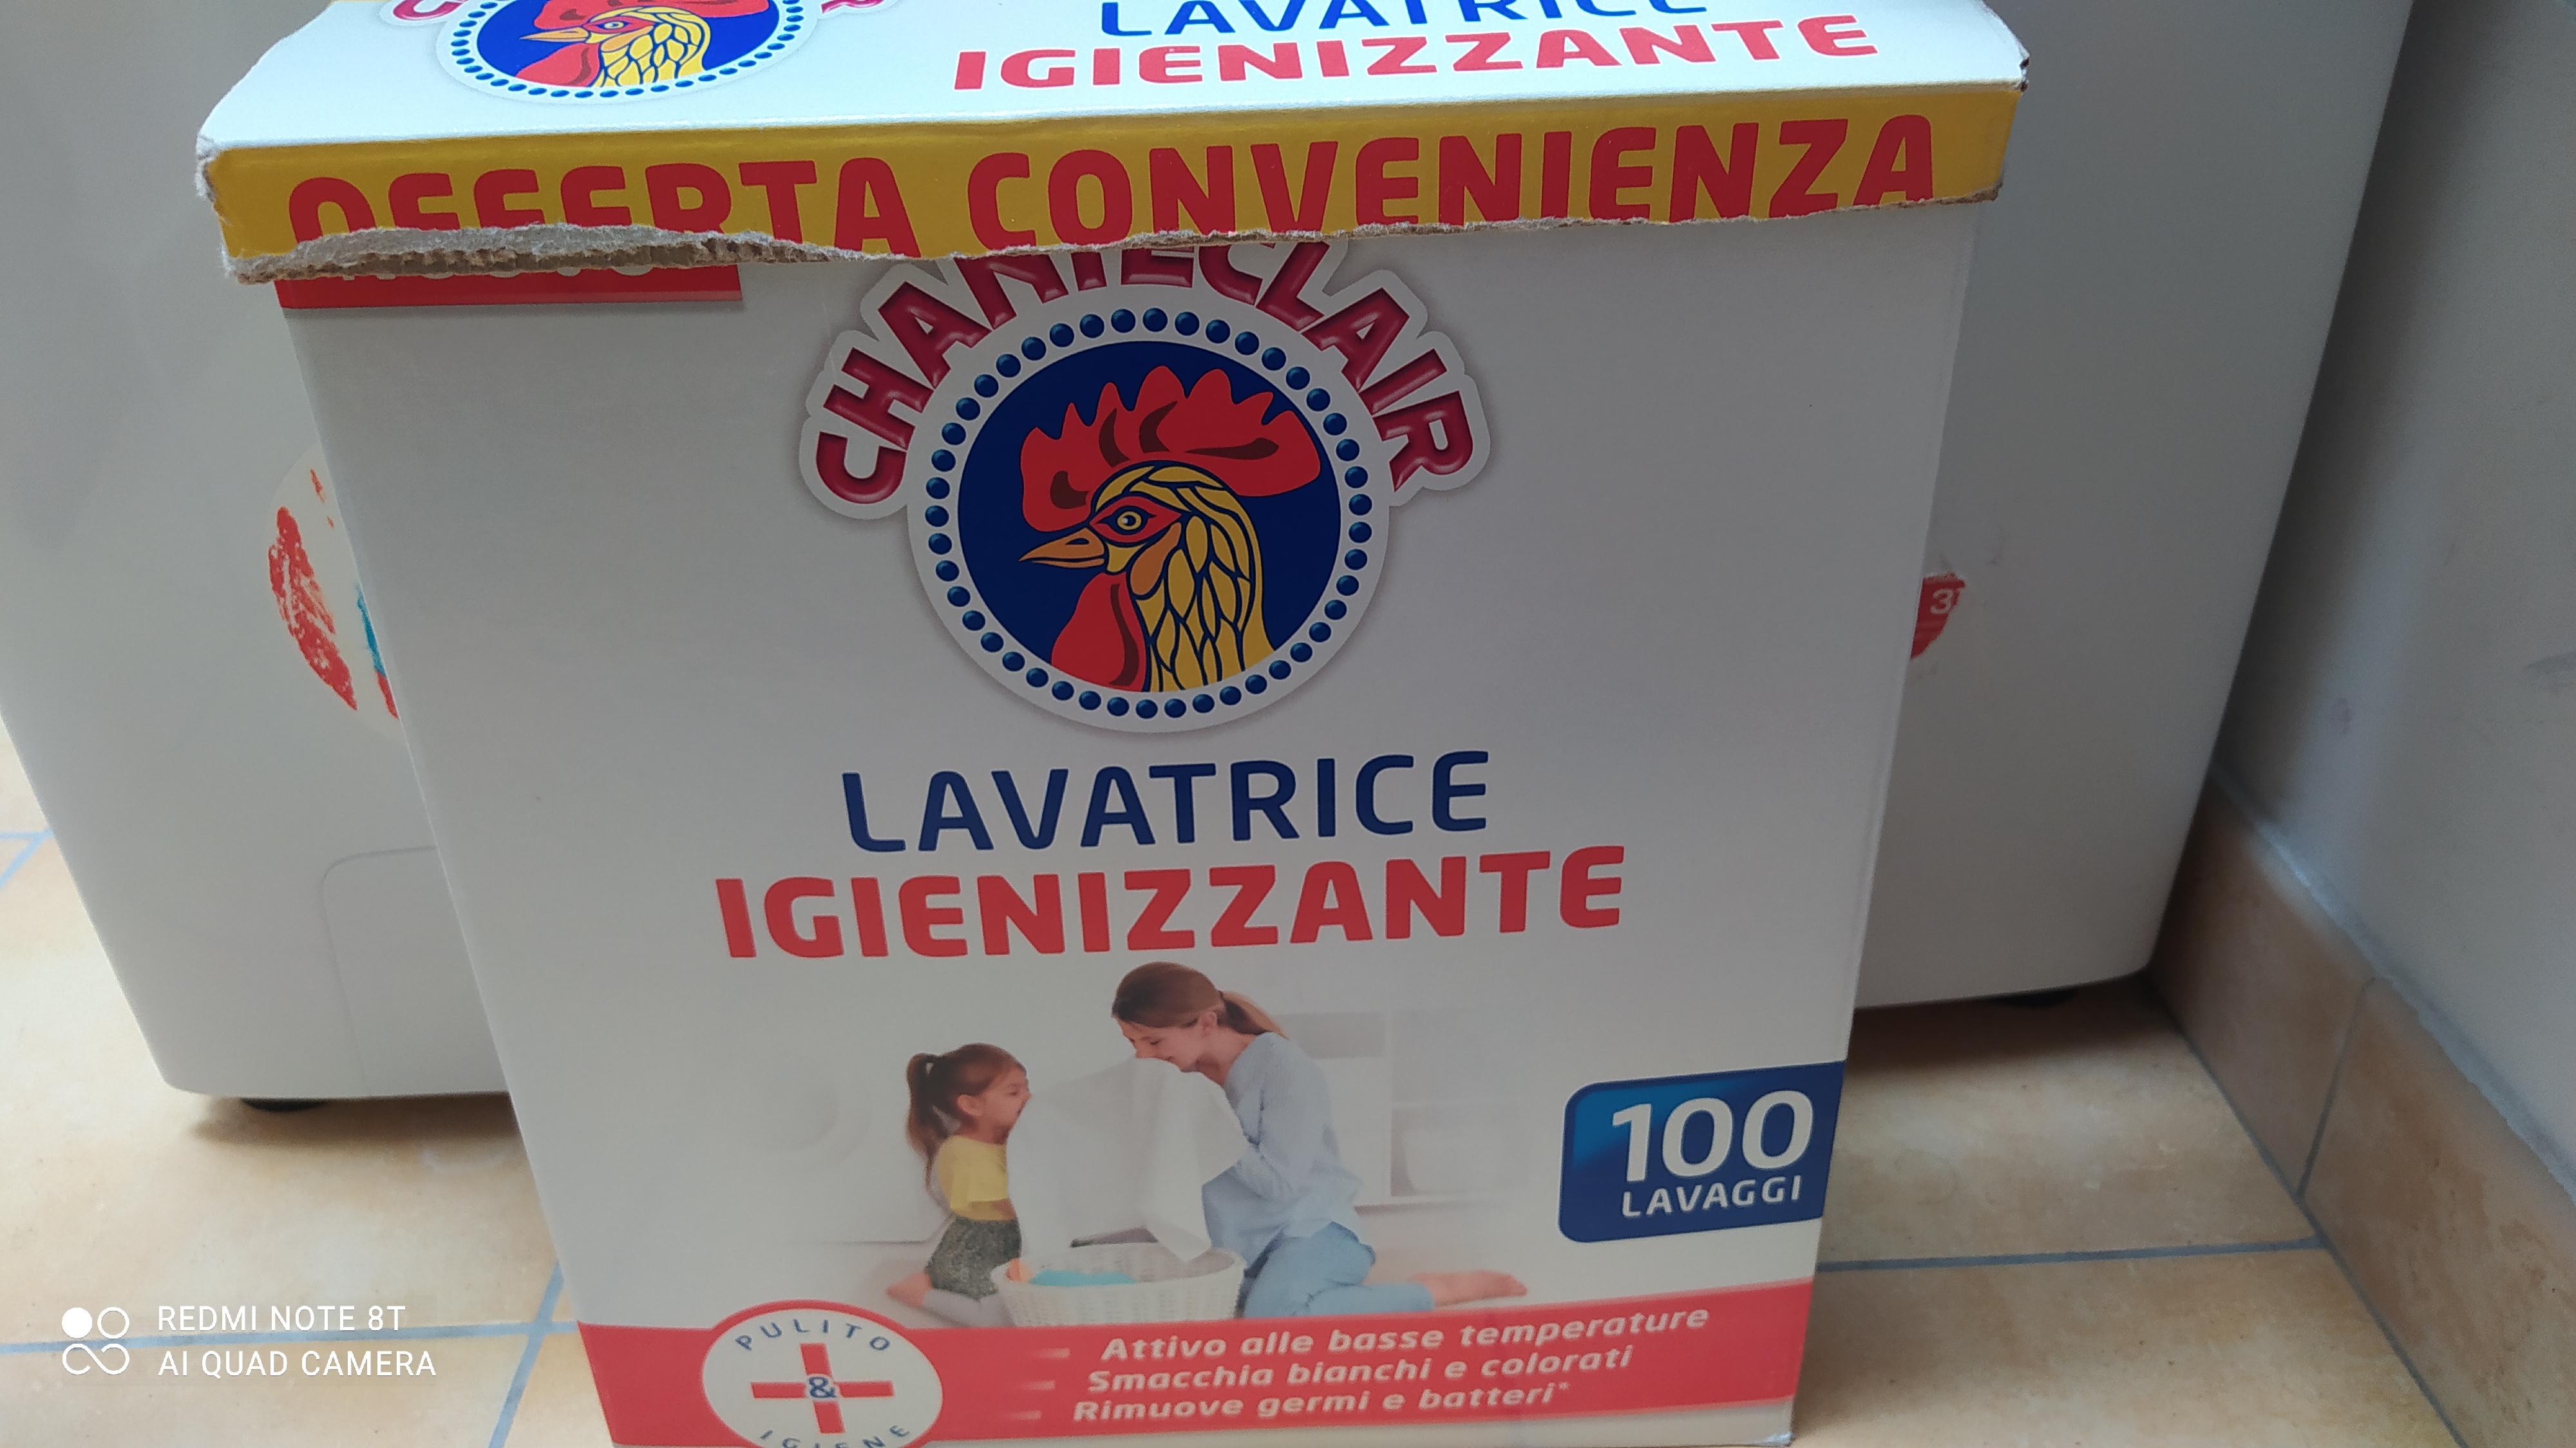 LAVATRICE
IGIENIZZANTE
OFFERTA CONVENIENZA
CHANTECLAIR
LAVATRICE
IGIENIZZANTE
100
LAVAGGI
PULITO
&
IGIENE
Attivo alle basse temperature
Smacchia bianchi e colorati
Rimuove germi e batteri*
REDMI NOTE 8T
AI QUAD CAMERA